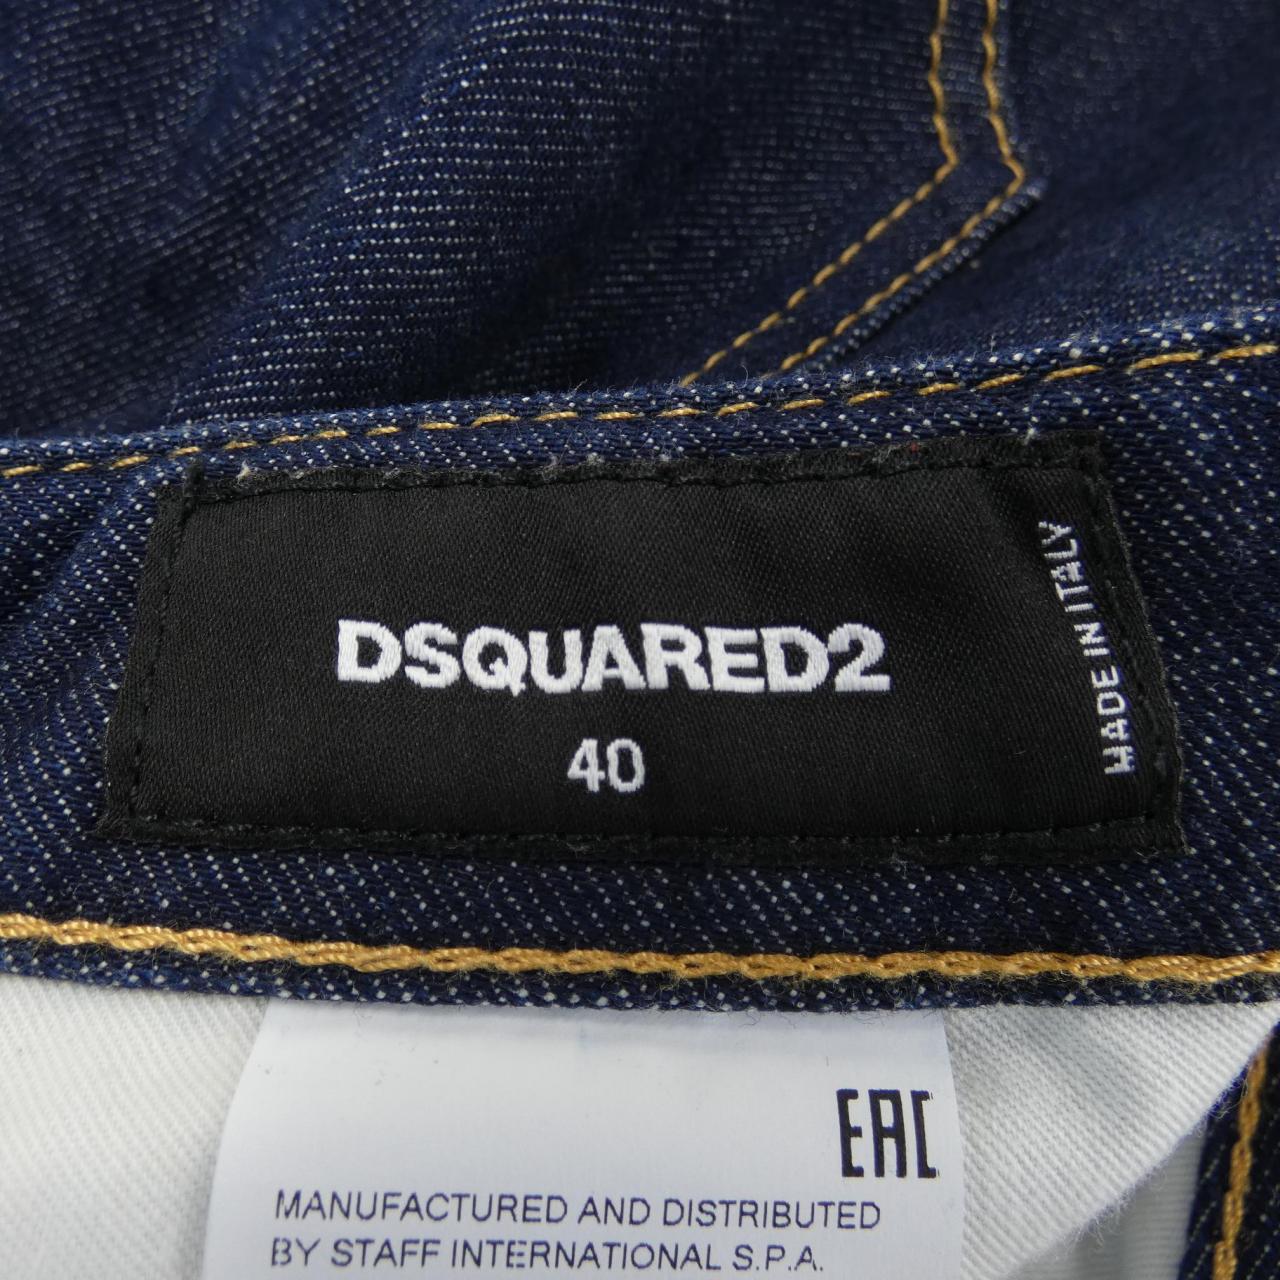 DSQUARED2
40
MADE IN ITALY
EAC
MANUFACTURED AND DISTRIBUTED
BY STAFF INTERNATIONAL S.P.A.